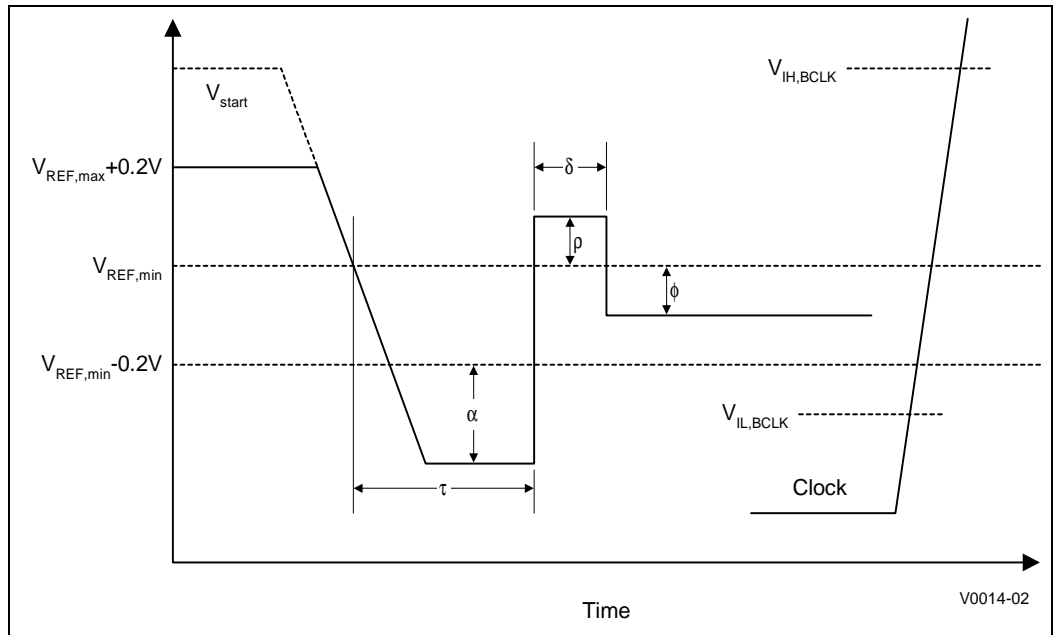 V_IH,BCLK
V_start
V_REF,max+0.2V
δ
ρ
V_REF,min
ϕ
V_REF,min-0.2V
α
V_IL,BCLK
τ
Clock
Time
V0014-02